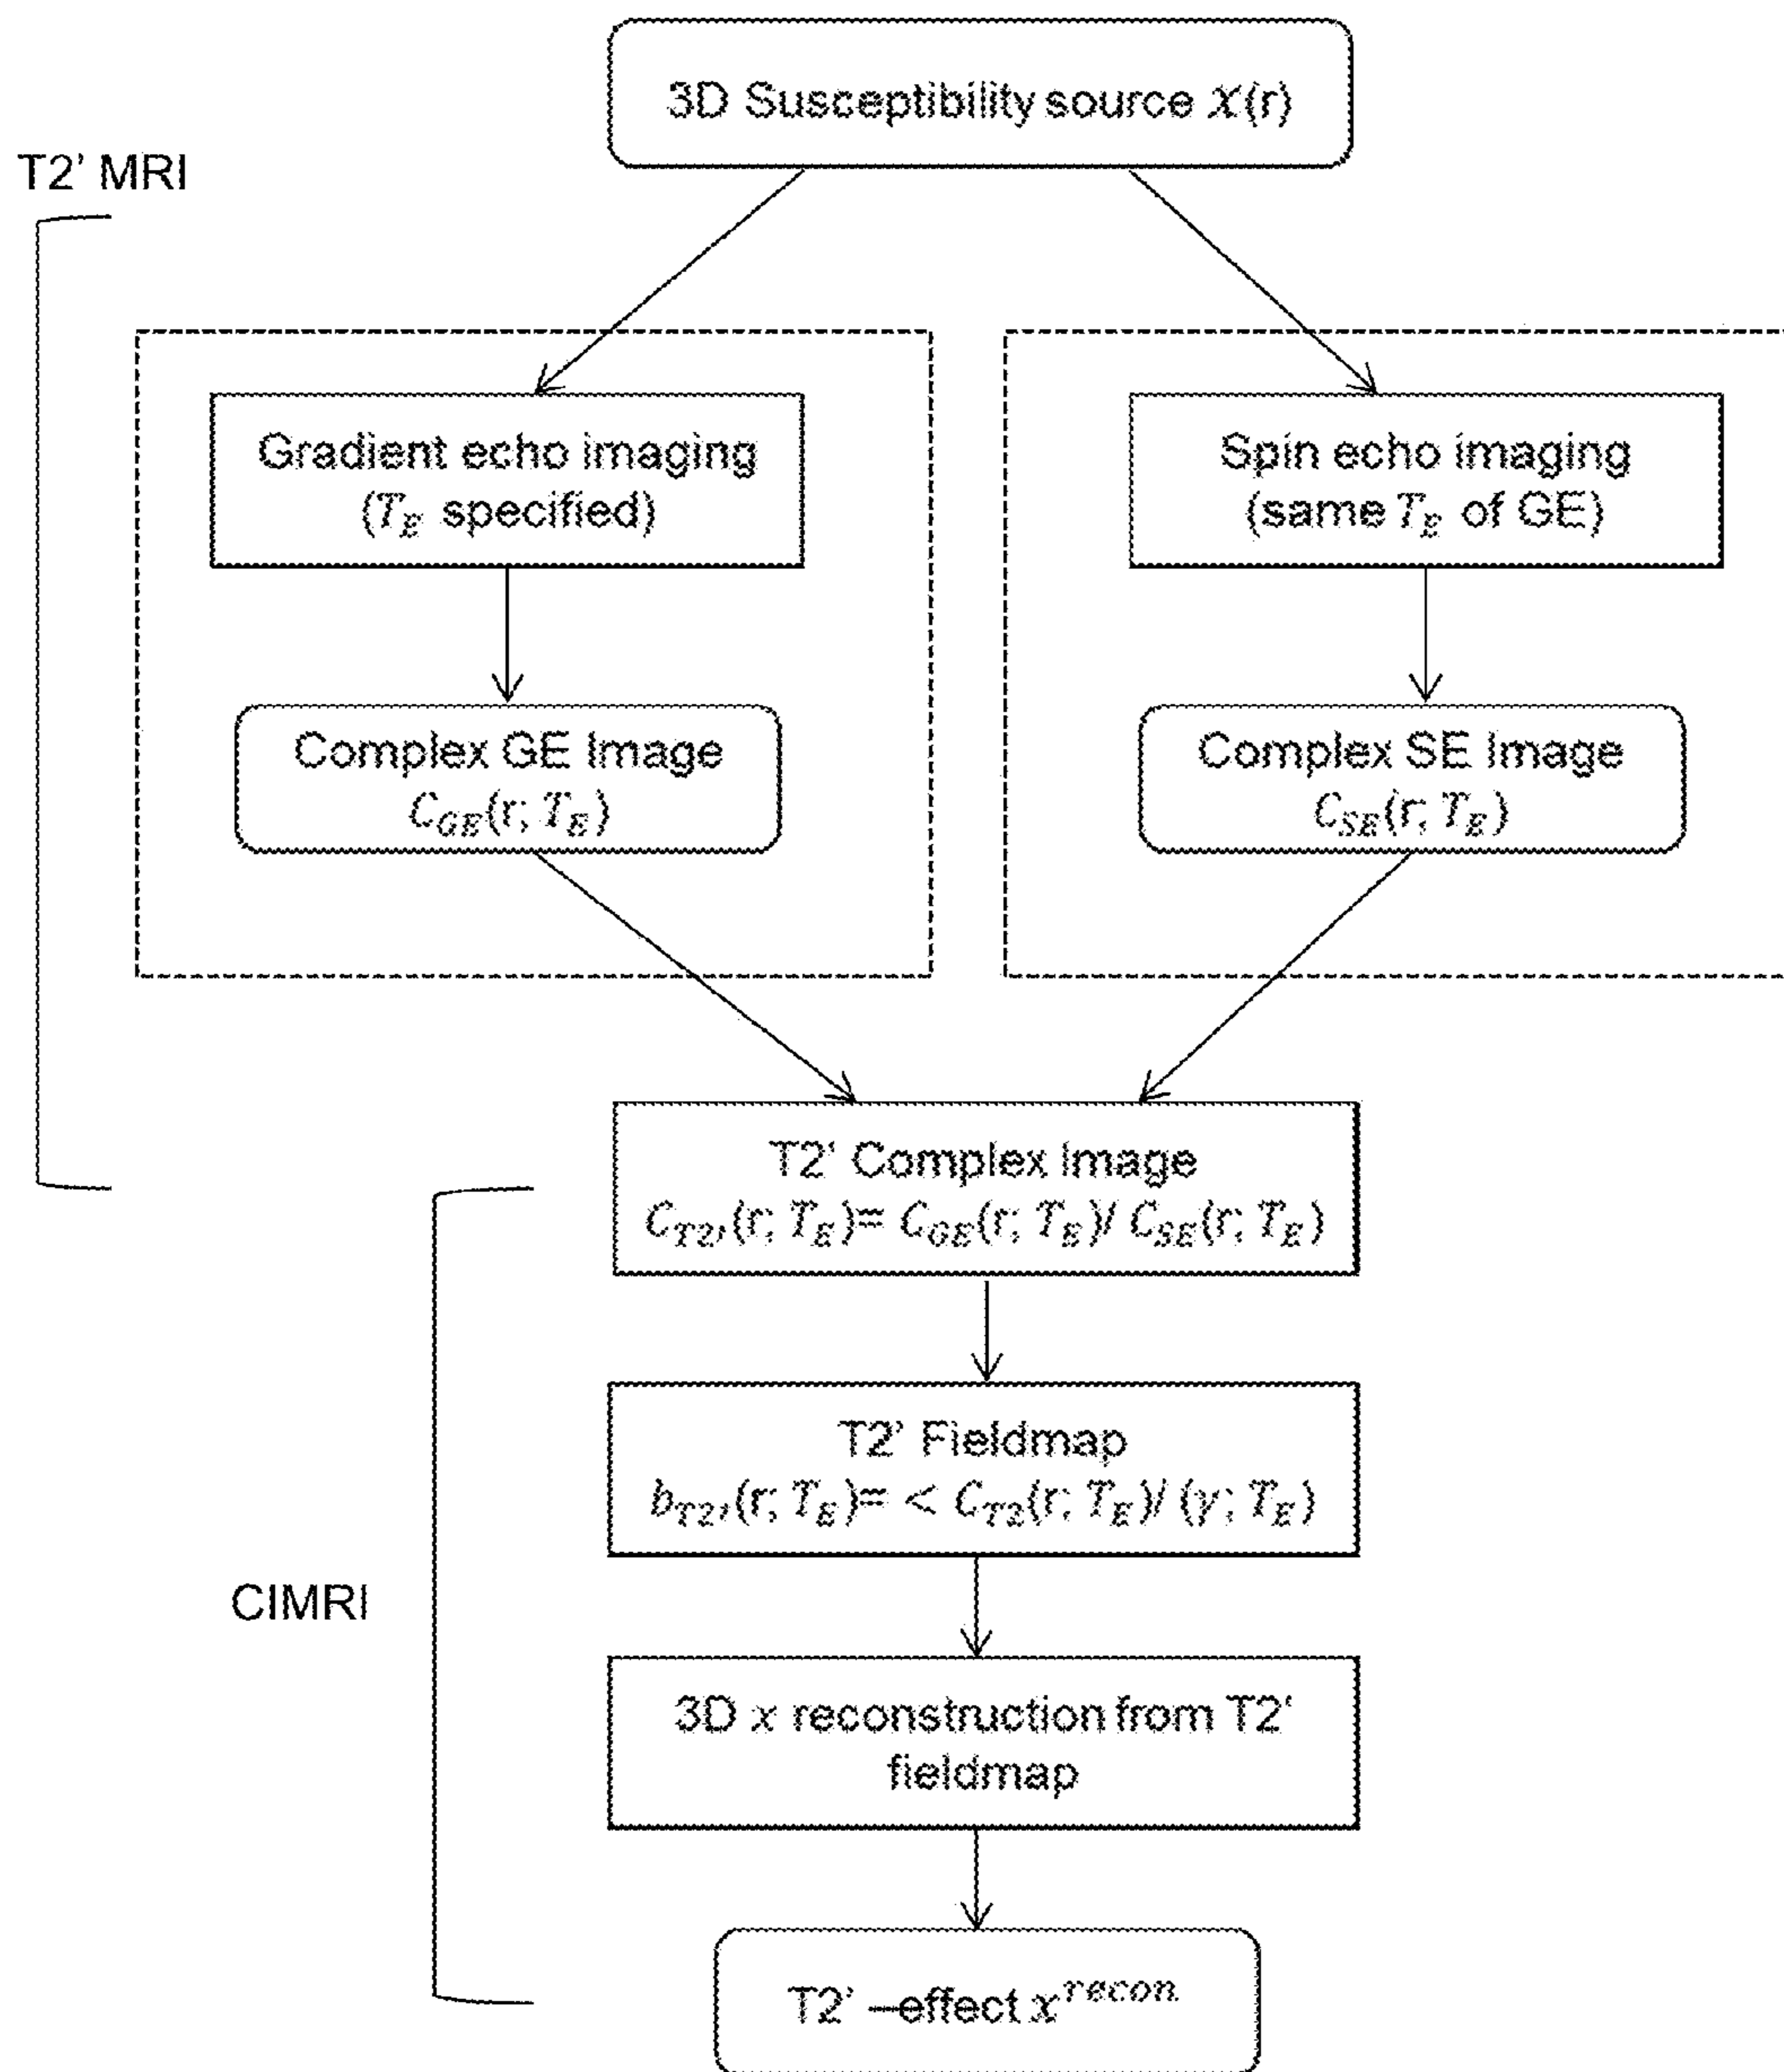 3D Susceptibility source χ(r)
T2' MRI
Gradient echo imaging
(T_E specified)
Spin echo imaging
(same T_E of GE)
Complex GE Image
C_GE(r; T_E)
Complex SE Image
C_SE(r; T_E)
T2' Complex Image
C_T2'(r; T_E)= C_GE(r; T_E)/ C_SE(r; T_E)
T2' Fieldmap
b_T2'(r; T_E)= < C_T2(r; T_E)/ (γ; T_E)
CIMRI
3D x reconstruction from T2'
fieldmap
T2' –effect x^recon